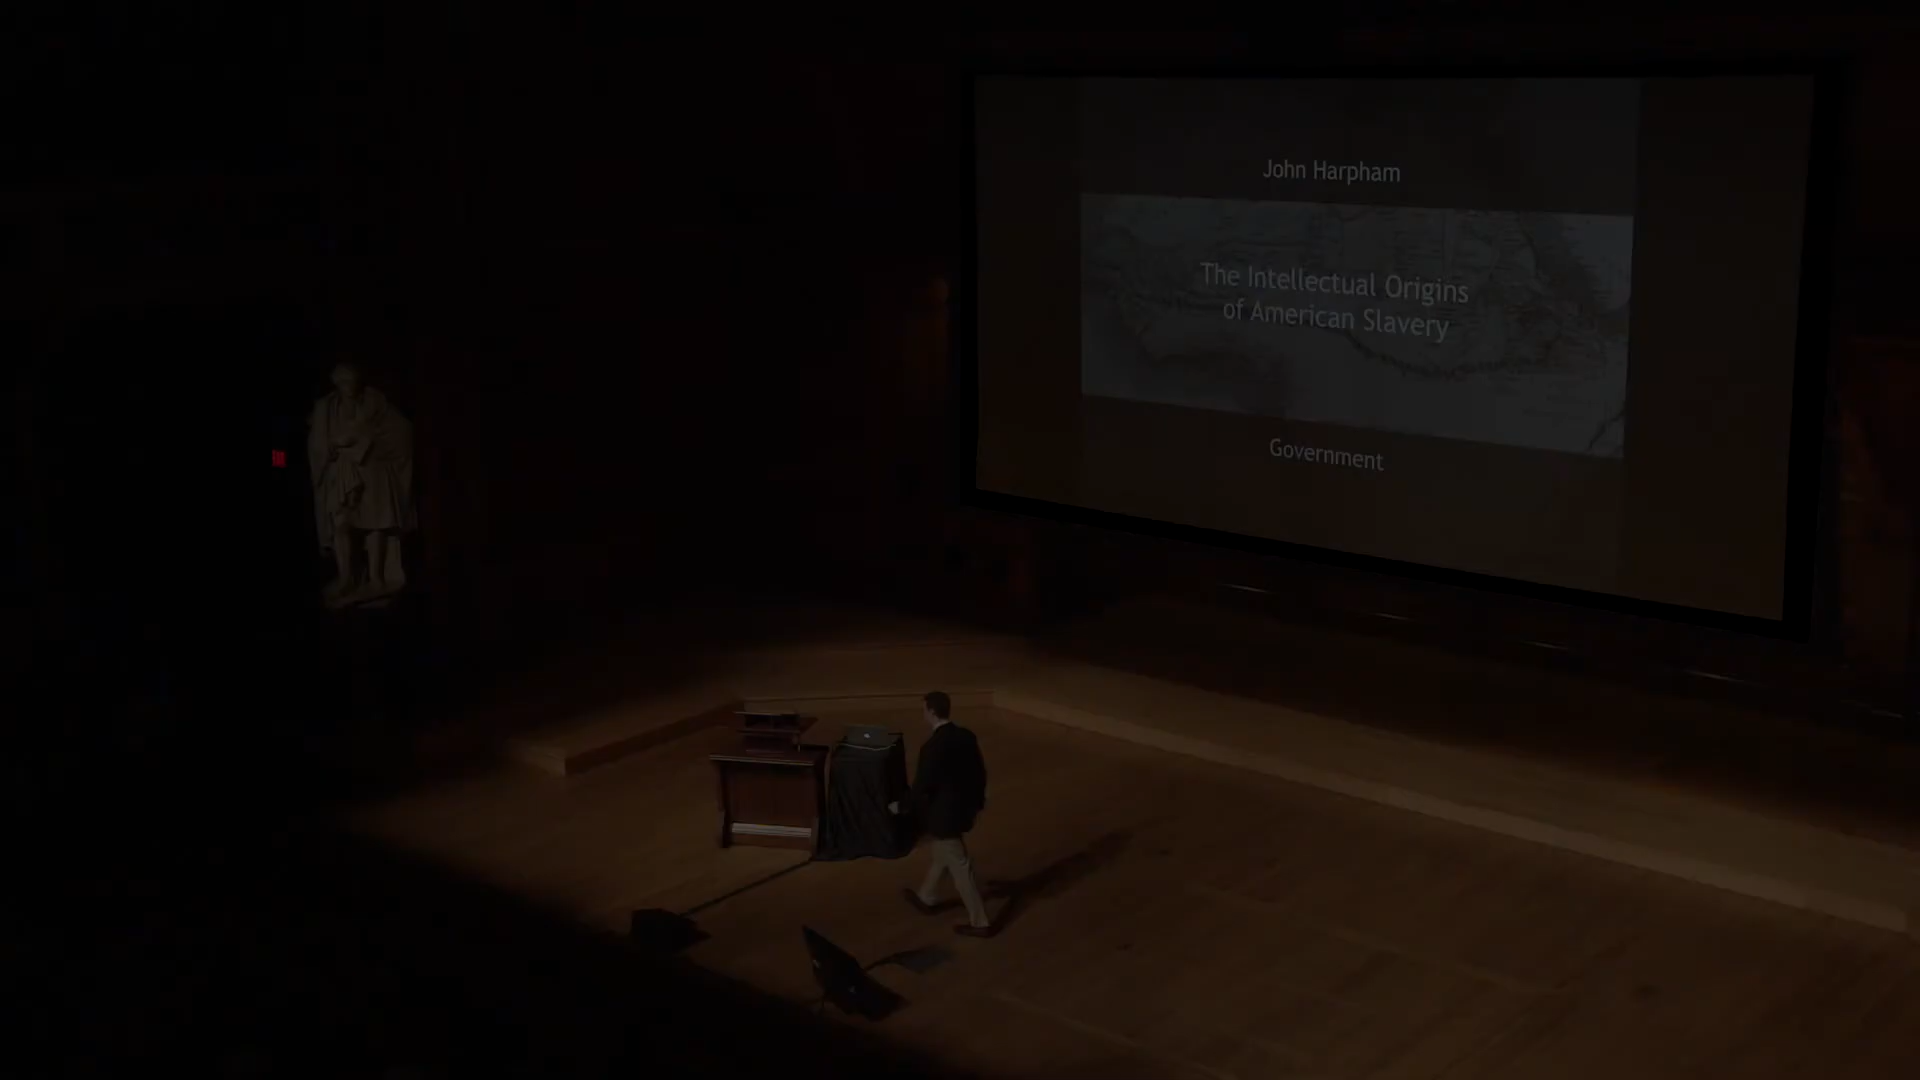 John Harpham
The Intellectual Origins
of American Slavery
Government